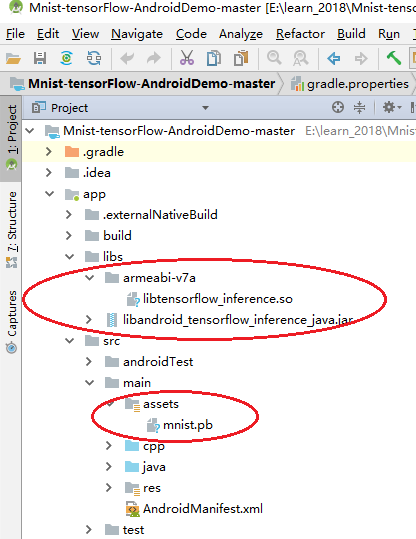 Mnist-tensorFlow-AndroidDemo-master [E:\learn_2018\Mnist-tens
File Edit View Navigate Code Analyze Refactor Build Run T
Mnist-tensorFlow-AndroidDemo-master gradle.properties
1: Project
7: Structure
Captures
Project
Mnist-tensorFlow-AndroidDemo-master E:\learn_2018\Mnis
.gradle
.idea
app
.externalNativeBuild
build
libs
armeabi-v7a
libtensorflow_inference.so
libandroid_tensorflow_inference_java.jar
src
androidTest
main
assets
mnist.pb
cpp
java
res
AndroidManifest.xml
test